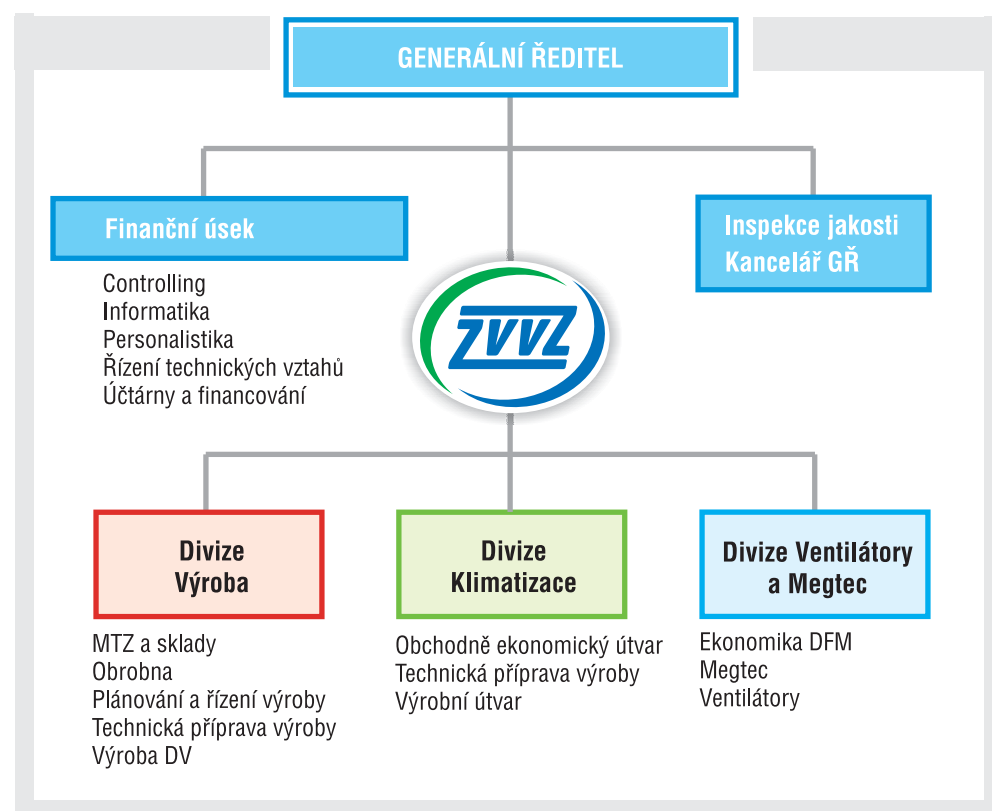 GENERÁLNÍ ŘEDITEL
Finanční úsek
Controlling
Informatika
Personalistika
Řízení technických vztahů
Účtárny a financování
Inspekce jakosti
Kancelář GŘ
ZVVZ
Divize
Výroba
MTZ a sklady
Obrobna
Plánování a řízení výroby
Technická příprava výroby
Výroba DV
Divize
Klimatizace
Obchodně ekonomický útvar
Technická příprava výroby
Výrobní útvar
Divize Ventilátory
a Megtec
Ekonomika DFM
Megtec
Ventilátory